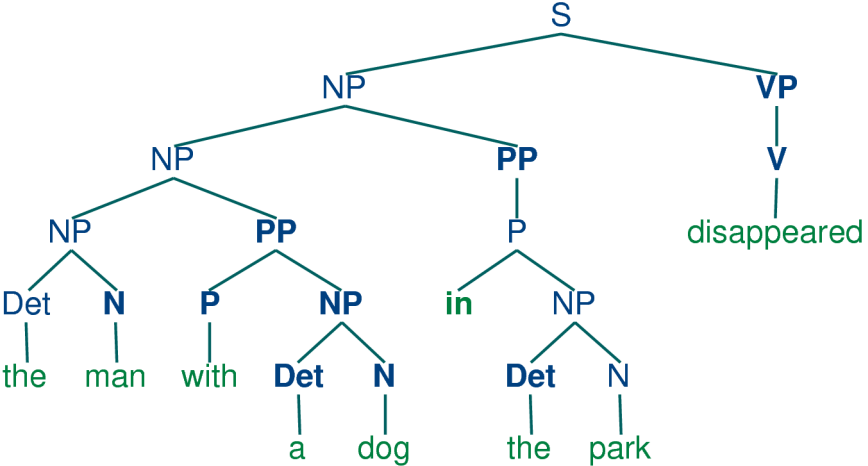 S
NP VP
NP PP V
NP PP P disappeared
Det N P NP in NP
the man with Det N Det N
a dog the park